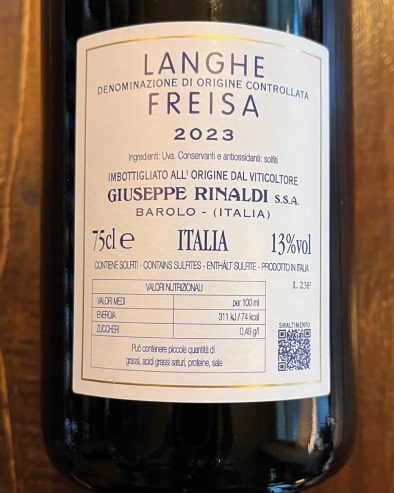 LANGHE
DENOMINAZIONE DI ORIGINE CONTROLLATA
FREISA
2023
Ingredienti: Uva. Conservanti e antiossidanti: solfiti
IMBOTTIGLIATO ALL' ORIGINE DAL VITICOLTORE
GIUSEPPE RINALDI S.S.A.
BAROLO - (ITALIA)
75cl e ITALIA 13%vol
CONTIENE SOLFITI - CONTAINS SULFITES - ENTHÄLT SULFITE - PRODOTTO IN ITALIA
VALORI NUTRIZIONALI
VALORI MEDI per 100 ml
ENERGIA 311 kJ / 74 kcal
ZUCCHERI 0,49 g/l
Può contenere piccole quantità di
grassi, acidi grassi saturi, proteine, sale
SMALTIMENTO